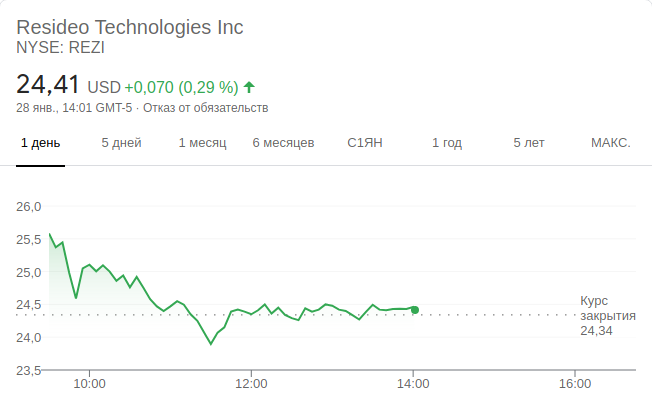 Resideo Technologies Inc
NYSE: REZI
24,41 USD +0,070 (0,29 %)
28 янв., 14:01 GMT-5 · Отказ от обязательств
1 день 5 дней 1 месяц 6 месяцев С1ЯН 1 год 5 лет МАКС.
26,0
25,5
25,0
24,5
24,0
23,5
Курс
закрытия
24,34
10:00 12:00 14:00 16:00